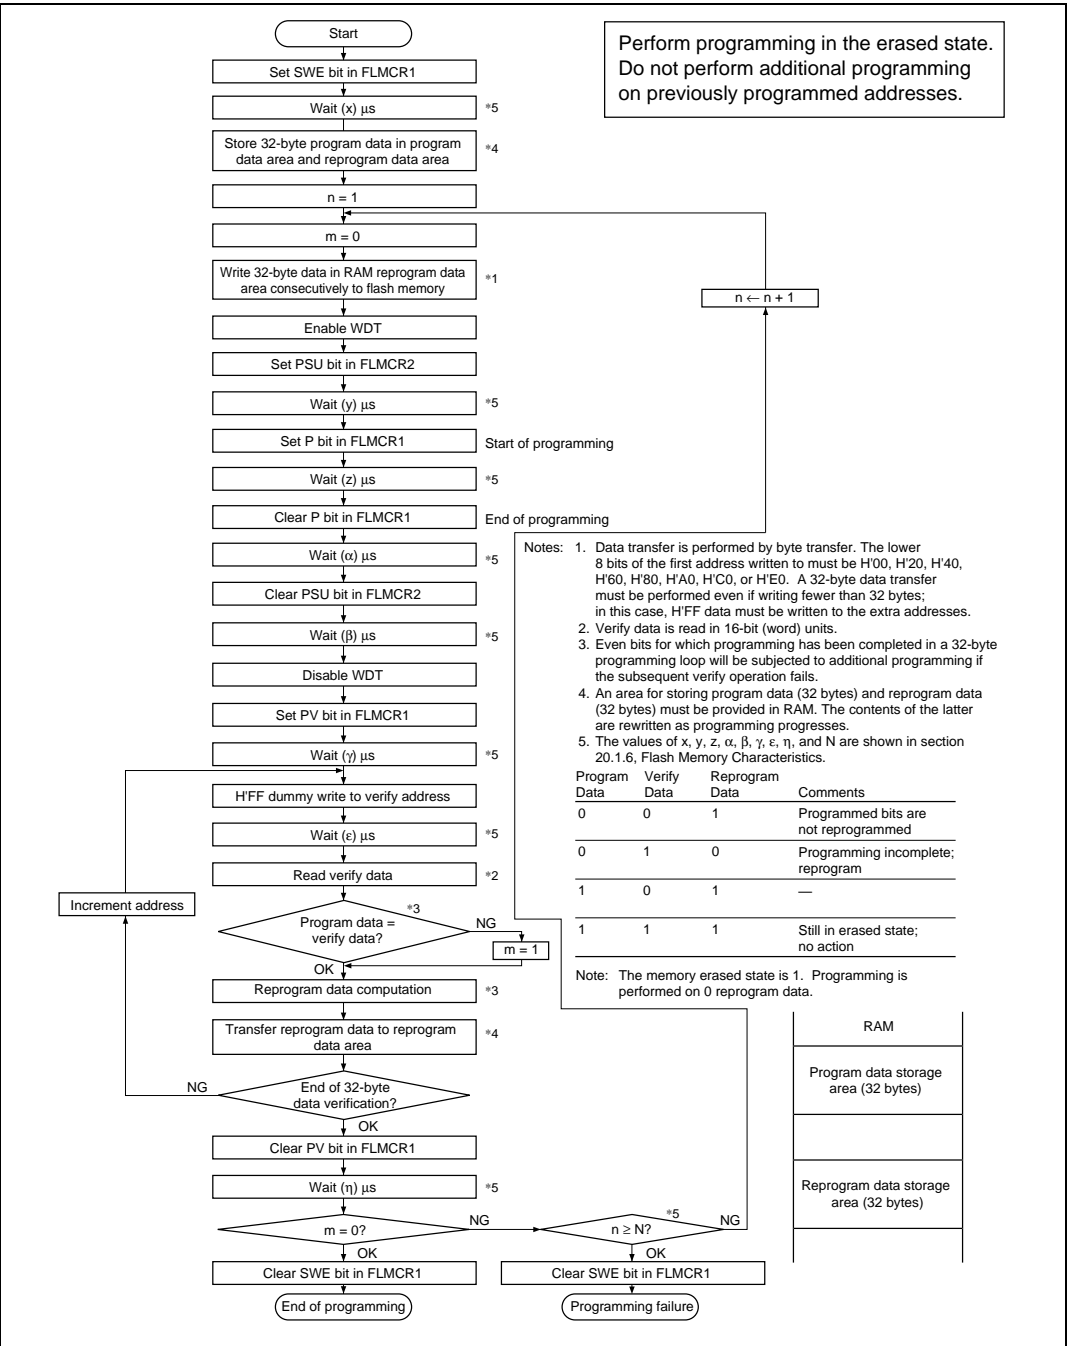 Start
Perform programming in the erased state.
Do not perform additional programming
on previously programmed addresses.
Set SWE bit in FLMCR1
Wait (x) µs
*5
Store 32-byte program data in program
data area and reprogram data area
*4
n = 1
m = 0
Write 32-byte data in RAM reprogram data
area consecutively to flash memory
*1
n ← n + 1
Enable WDT
Set PSU bit in FLMCR2
Wait (y) µs
*5
Set P bit in FLMCR1
Start of programming
Wait (z) µs
*5
Clear P bit in FLMCR1
End of programming
Wait (α) µs
*5
Clear PSU bit in FLMCR2
Wait (β) µs
*5
Disable WDT
Set PV bit in FLMCR1
Wait (γ) µs
*5
H'FF dummy write to verify address
Wait (ε) µs
*5
Read verify data
*2
Increment address
Program data =
verify data?
*3
NG
m = 1
OK
Reprogram data computation
*3
Transfer reprogram data to reprogram
data area
*4
End of 32-byte
data verification?
NG
OK
Clear PV bit in FLMCR1
Wait (η) µs
*5
m = 0?
NG
n ≥ N?
*5
NG
OK
OK
Clear SWE bit in FLMCR1
Clear SWE bit in FLMCR1
End of programming
Programming failure
Notes: 1. Data transfer is performed by byte transfer. The lower
8 bits of the first address written to must be H'00, H'20, H'40,
H'60, H'80, H'A0, H'C0, or H'E0. A 32-byte data transfer
must be performed even if writing fewer than 32 bytes;
in this case, H'FF data must be written to the extra addresses.
2. Verify data is read in 16-bit (word) units.
3. Even bits for which programming has been completed in a 32-byte
programming loop will be subjected to additional programming if
the subsequent verify operation fails.
4. An area for storing program data (32 bytes) and reprogram data
(32 bytes) must be provided in RAM. The contents of the latter
are rewritten as programming progresses.
5. The values of x, y, z, α, β, γ, ε, η, and N are shown in section
20.1.6, Flash Memory Characteristics.
Program Verify Reprogram
Data Data Data Comments
0 0 1 Programmed bits are
not reprogrammed
0 1 0 Programming incomplete;
reprogram
1 0 1 —
1 1 1 Still in erased state;
no action
Note: The memory erased state is 1. Programming is
performed on 0 reprogram data.
RAM
Program data storage
area (32 bytes)
Reprogram data storage
area (32 bytes)